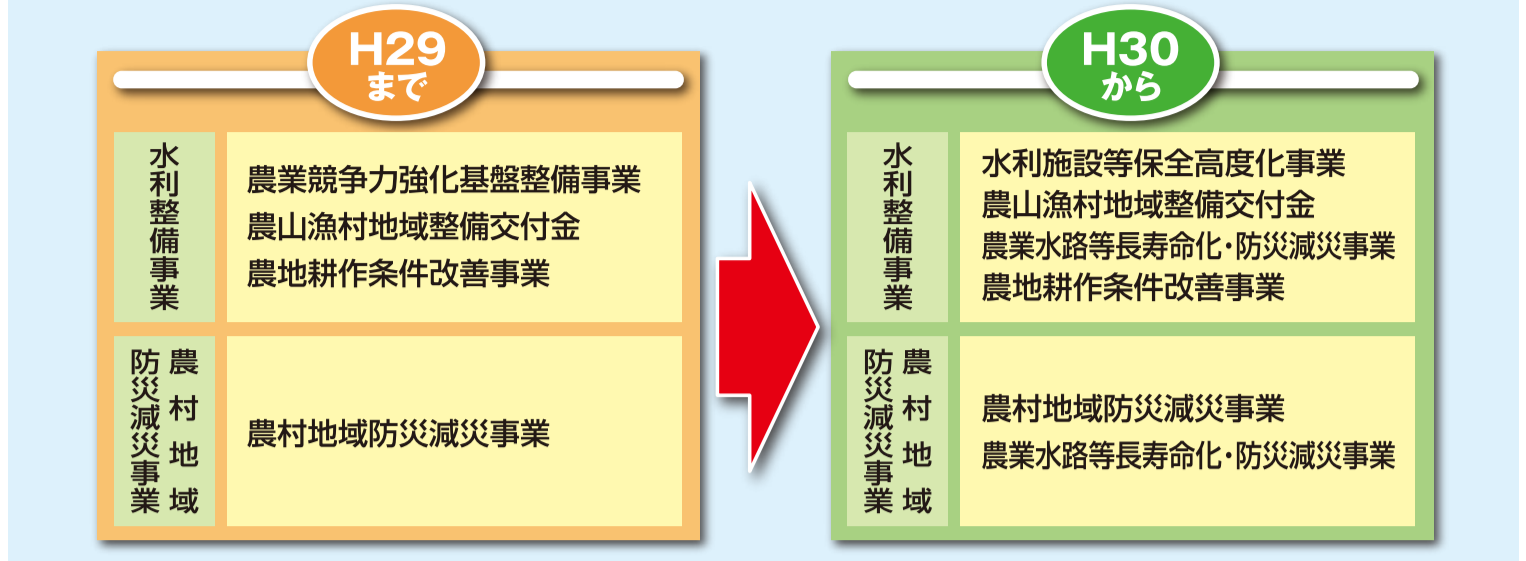 H29
まで
水利整備事業
農業競争力強化基盤整備事業
農山漁村地域整備交付金
農地耕作条件改善事業
農村地域
防災減災事業
農村地域防災減災事業
H30
から
水利整備事業
水利施設等保全高度化事業
農山漁村地域整備交付金
農業水路等長寿命化・防災減災事業
農地耕作条件改善事業
農村地域
防災減災事業
農村地域防災減災事業
農業水路等長寿命化・防災減災事業